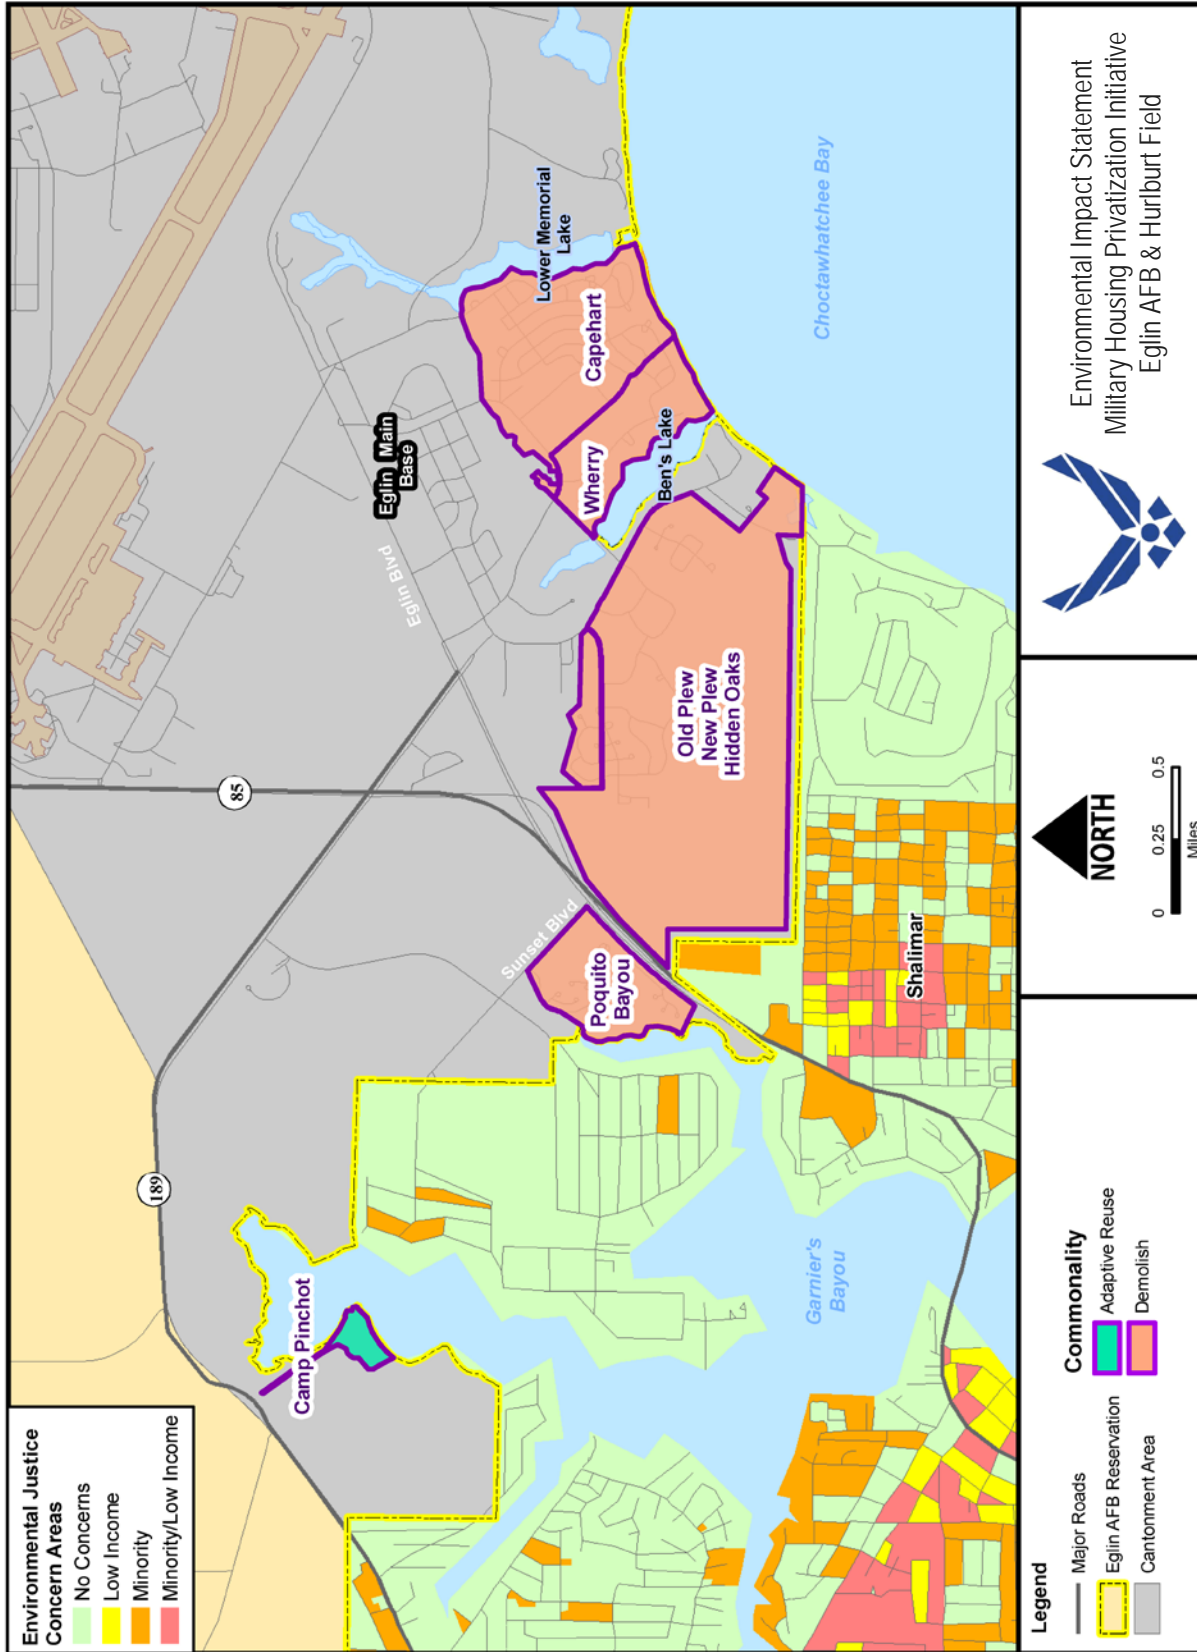 Environmental Justice
Concern Areas
No Concerns
Low Income
Minority
Minority/Low Income
189
85
Eglin Main
Base
Eglin Blvd
Sunset Blvd
Camp Pinchot
Poquito
Bayou
Old Plew
New Plew
Hidden Oaks
Wherry
Capehart
Ben's Lake
Lower Memorial
Lake
Choctawhatchee Bay
Garnier's
Bayou
Shalimar
Legend
Major Roads
Eglin AFB Reservation
Cantonment Area
Commonality
Adaptive Reuse
Demolish
NORTH
0 0.25 0.5
Miles
Environmental Impact Statement
Military Housing Privatization Initiative
Eglin AFB & Hurlburt Field